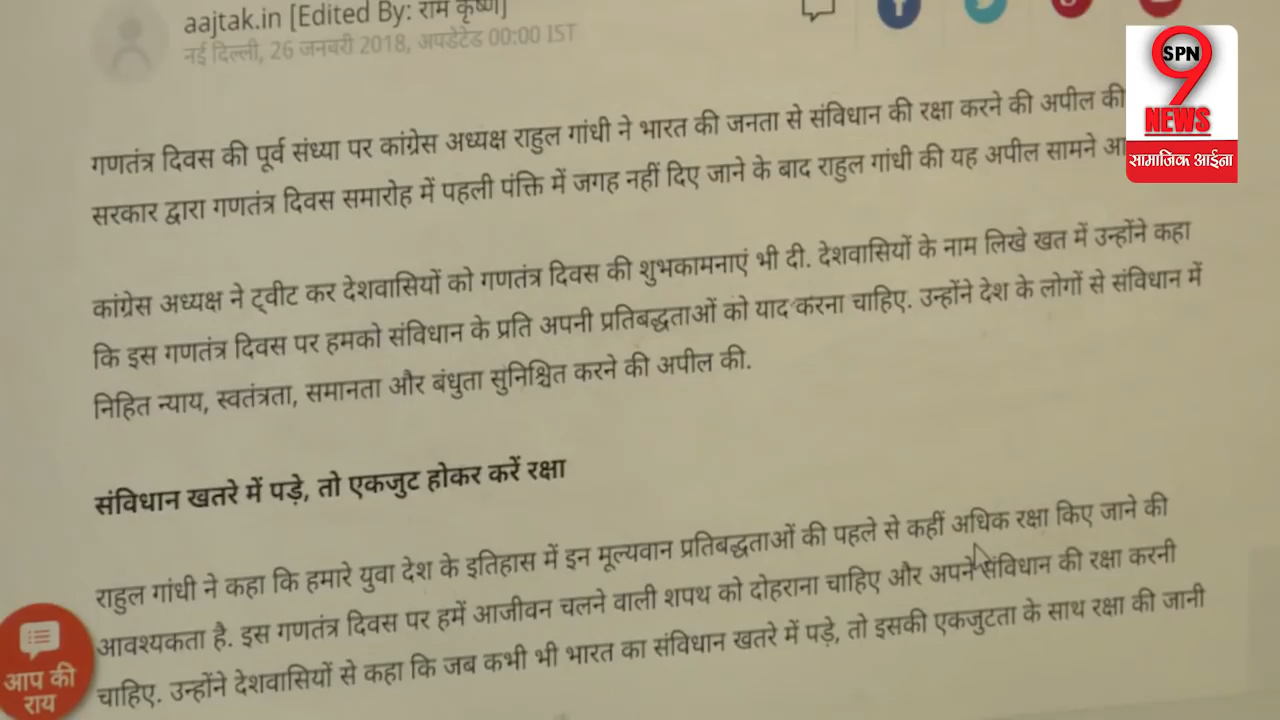 aajtak.in [Edited By: राम कृष्ण]
नई दिल्ली, 26 जनवरी 2018, अपडेटेड 00:00 IST
SPN
9
NEWS
सामाजिक आईना
गणतंत्र दिवस की पूर्व संध्या पर कांग्रेस अध्यक्ष राहुल गांधी ने भारत की जनता से संविधान की रक्षा करने की अपील की
सरकार द्वारा गणतंत्र दिवस समारोह में पहली पंक्ति में जगह नहीं दिए जाने के बाद राहुल गांधी की यह अपील सामने
कांग्रेस अध्यक्ष ने ट्वीट कर देशवासियों को गणतंत्र दिवस की शुभकामनाएं भी दी. देशवासियों के नाम लिखे खत में उन्होंने कहा
कि इस गणतंत्र दिवस पर हमको संविधान के प्रति अपनी प्रतिबद्धताओं को याद करना चाहिए. उन्होंने देश के लोगों से संविधान में
निहित न्याय, स्वतंत्रता, समानता और बंधुता सुनिश्चित करने की अपील की.
संविधान खतरे में पड़े, तो एकजुट होकर करें रक्षा
राहुल गांधी ने कहा कि हमारे युवा देश के इतिहास में इन मूल्यवान प्रतिबद्धताओं की पहले से कहीं अधिक रक्षा किए जाने की
आवश्यकता है. इस गणतंत्र दिवस पर हमें आजीवन चलने वाली शपथ को दोहराना चाहिए और अपने संविधान की रक्षा करनी
चाहिए. उन्होंने देशवासियों से कहा कि जब कभी भी भारत का संविधान खतरे में पड़े, तो इसकी एकजुटता के साथ रक्षा की जानी
आप की
राय